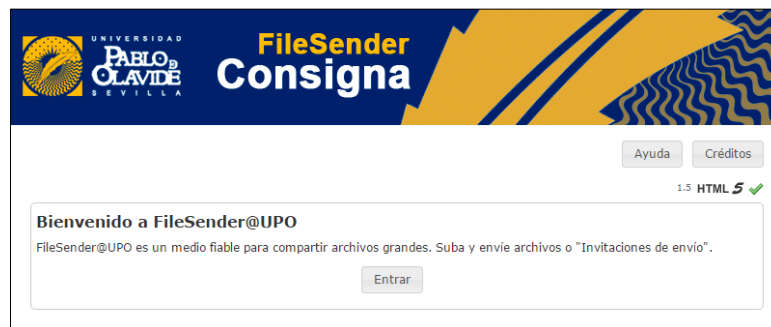 UNIVERSIDAD
PABLO DE
OLAVIDE
SEVILLA
FileSender
Consigna
Ayuda
Créditos
1.5 HTML 5
Bienvenido a FileSender@UPO
FileSender@UPO es un medio fiable para compartir archivos grandes. Suba y envíe archivos o "Invitaciones de envío".
Entrar